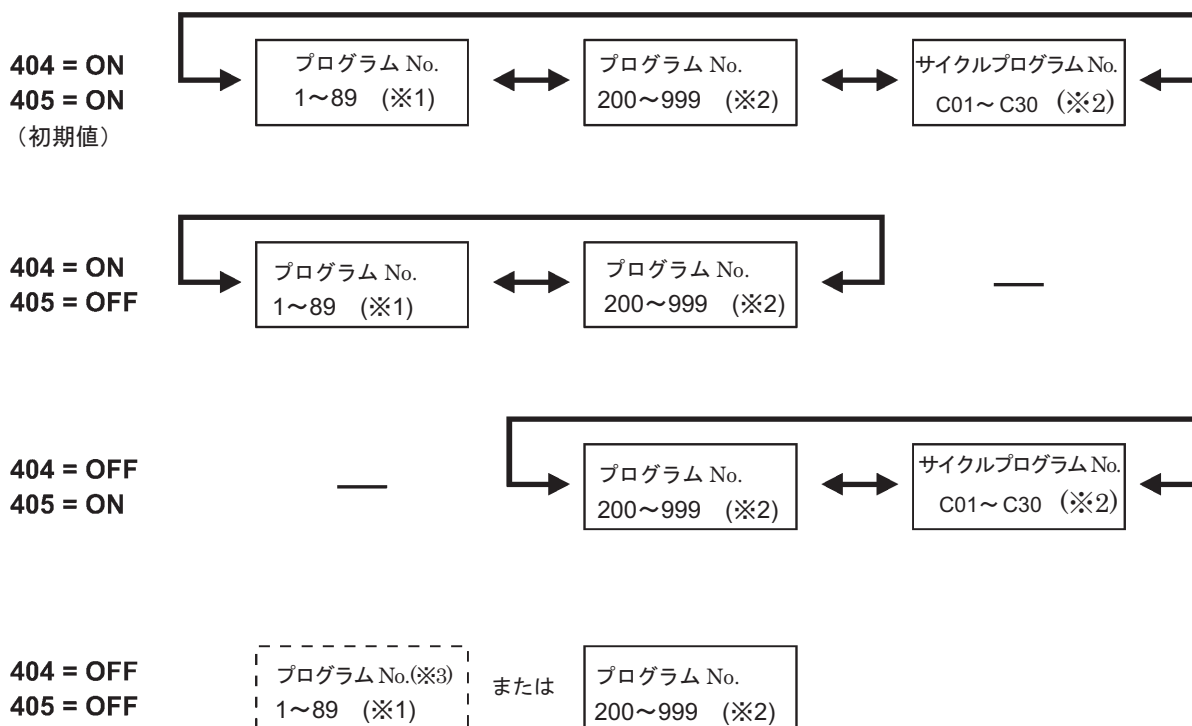 404 = ON
405 = ON
（初期値）
プログラム No.
1～89 (※1)
プログラム No.
200～999 (※2)
サイクルプログラム No.
C01～C30 (※2)
404 = ON
405 = OFF
プログラム No.
1～89 (※1)
プログラム No.
200～999 (※2)
—
404 = OFF
405 = ON
—
プログラム No.
200～999 (※2)
サイクルプログラム No.
C01～C30 (※2)
404 = OFF
405 = OFF
プログラム No.(※3)
1～89 (※1)
または
プログラム No.
200～999 (※2)